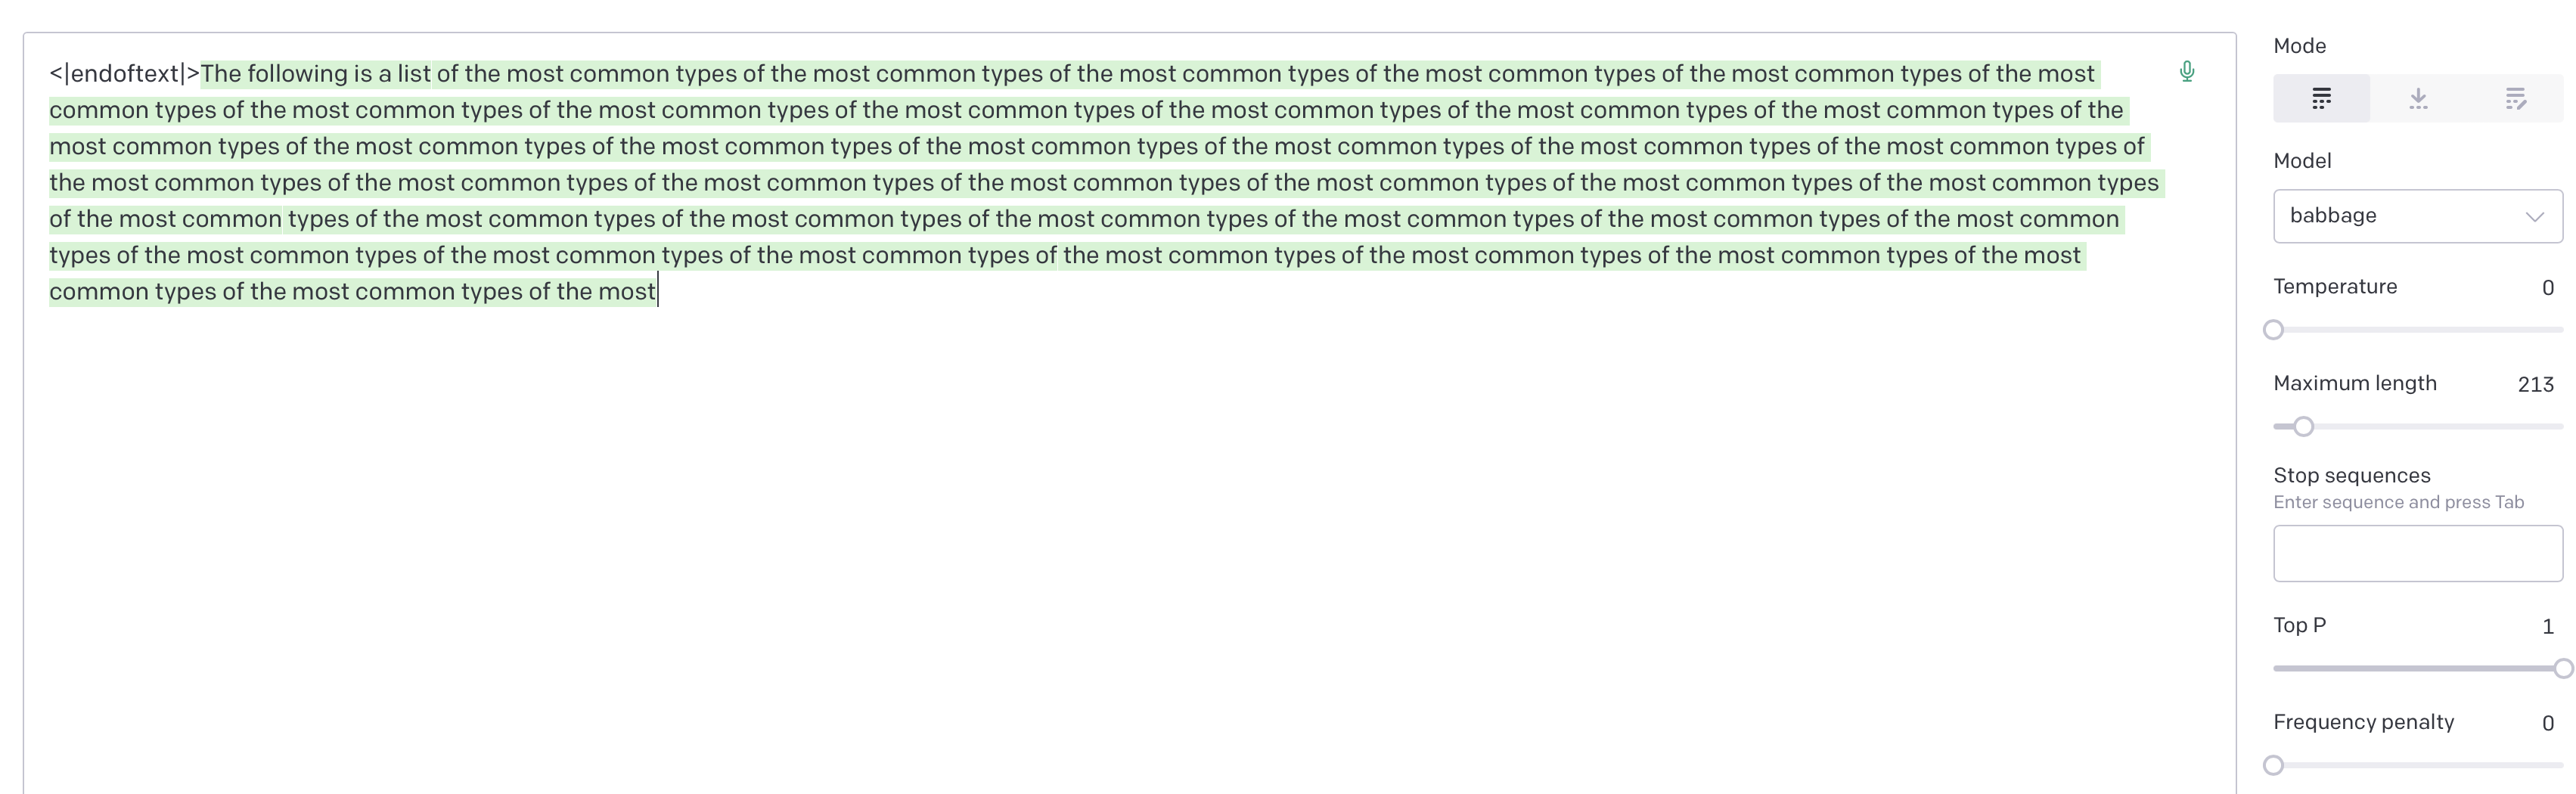 <|endoftext|>The following is a list of the most common types of the most common types of the most common types of the most common types of the most common types of the most
common types of the most common types of the most common types of the most common types of the most common types of the most common types of the most common types of the
most common types of the most common types of the most common types of the most common types of the most common types of the most common types of the most common types of
the most common types of the most common types of the most common types of the most common types of the most common types of the most common types of the most common types
of the most common types of the most common types of the most common types of the most common types of the most common types of the most common types of the most common
types of the most common types of the most common types of the most common types of the most common types of the most common types of the most common types of the most
common types of the most common types of the most
Mode
Model
babbage
Temperature 0
Maximum length 213
Stop sequences
Enter sequence and press Tab
Top P 1
Frequency penalty 0